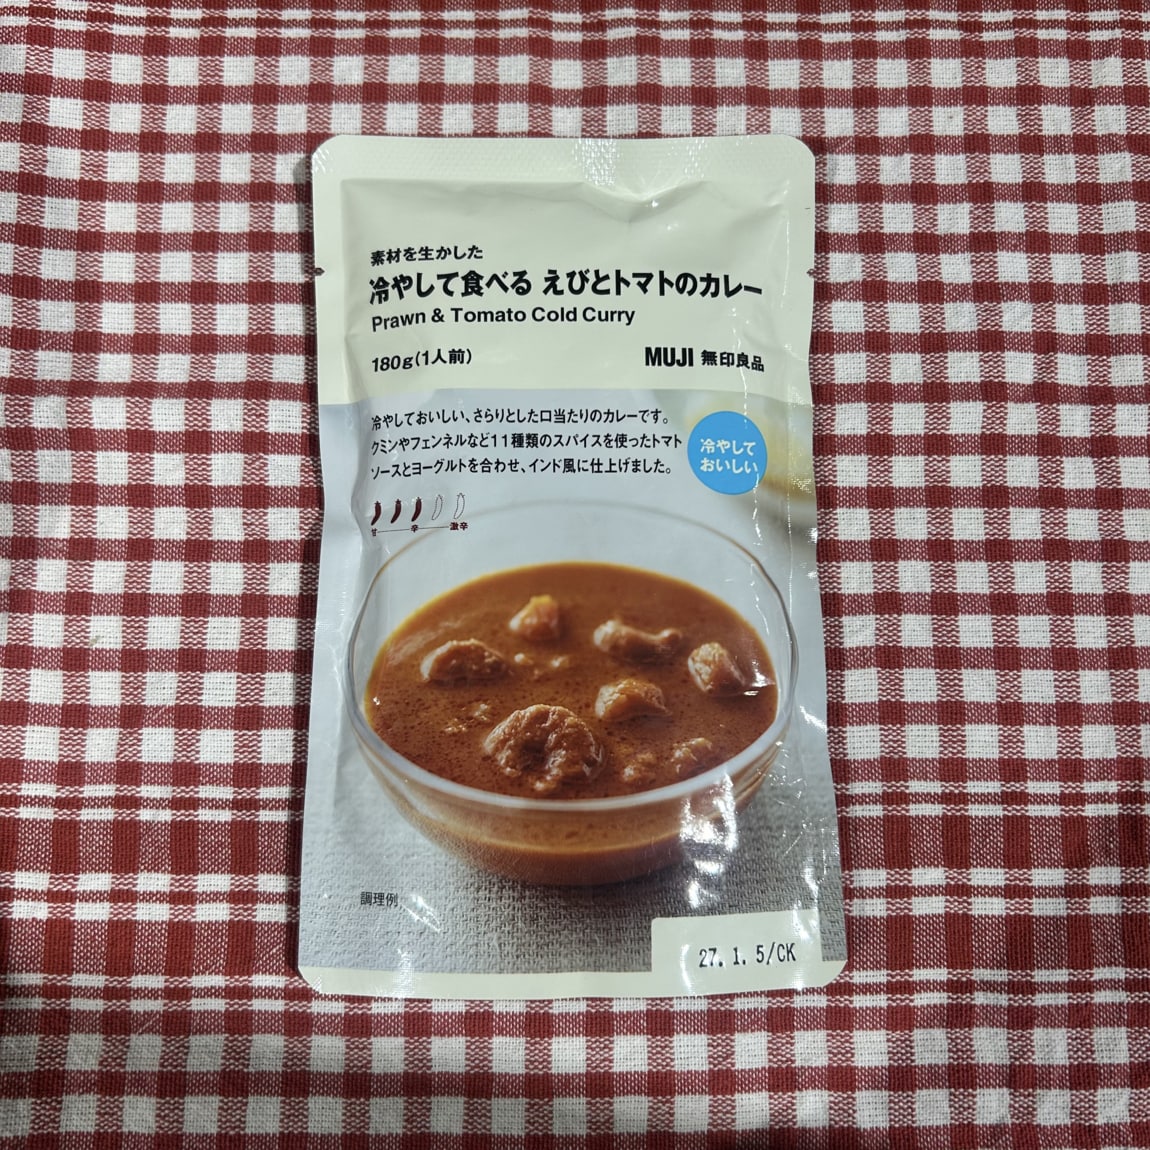 素材を生かした
冷やして食べる えびとトマトのカレー
Prawn & Tomato Cold Curry
180g(1人前)
MUJI 無印良品
冷やしておいしい、さらりとした口当たりのカレーです。
クミンやフェンネルなど11種類のスパイスを使ったトマト
ソースとヨーグルトを合わせ、インド風に仕上げました。
冷やして
おいしい
甘 辛 激辛
調理例
27. 1. 5/CK